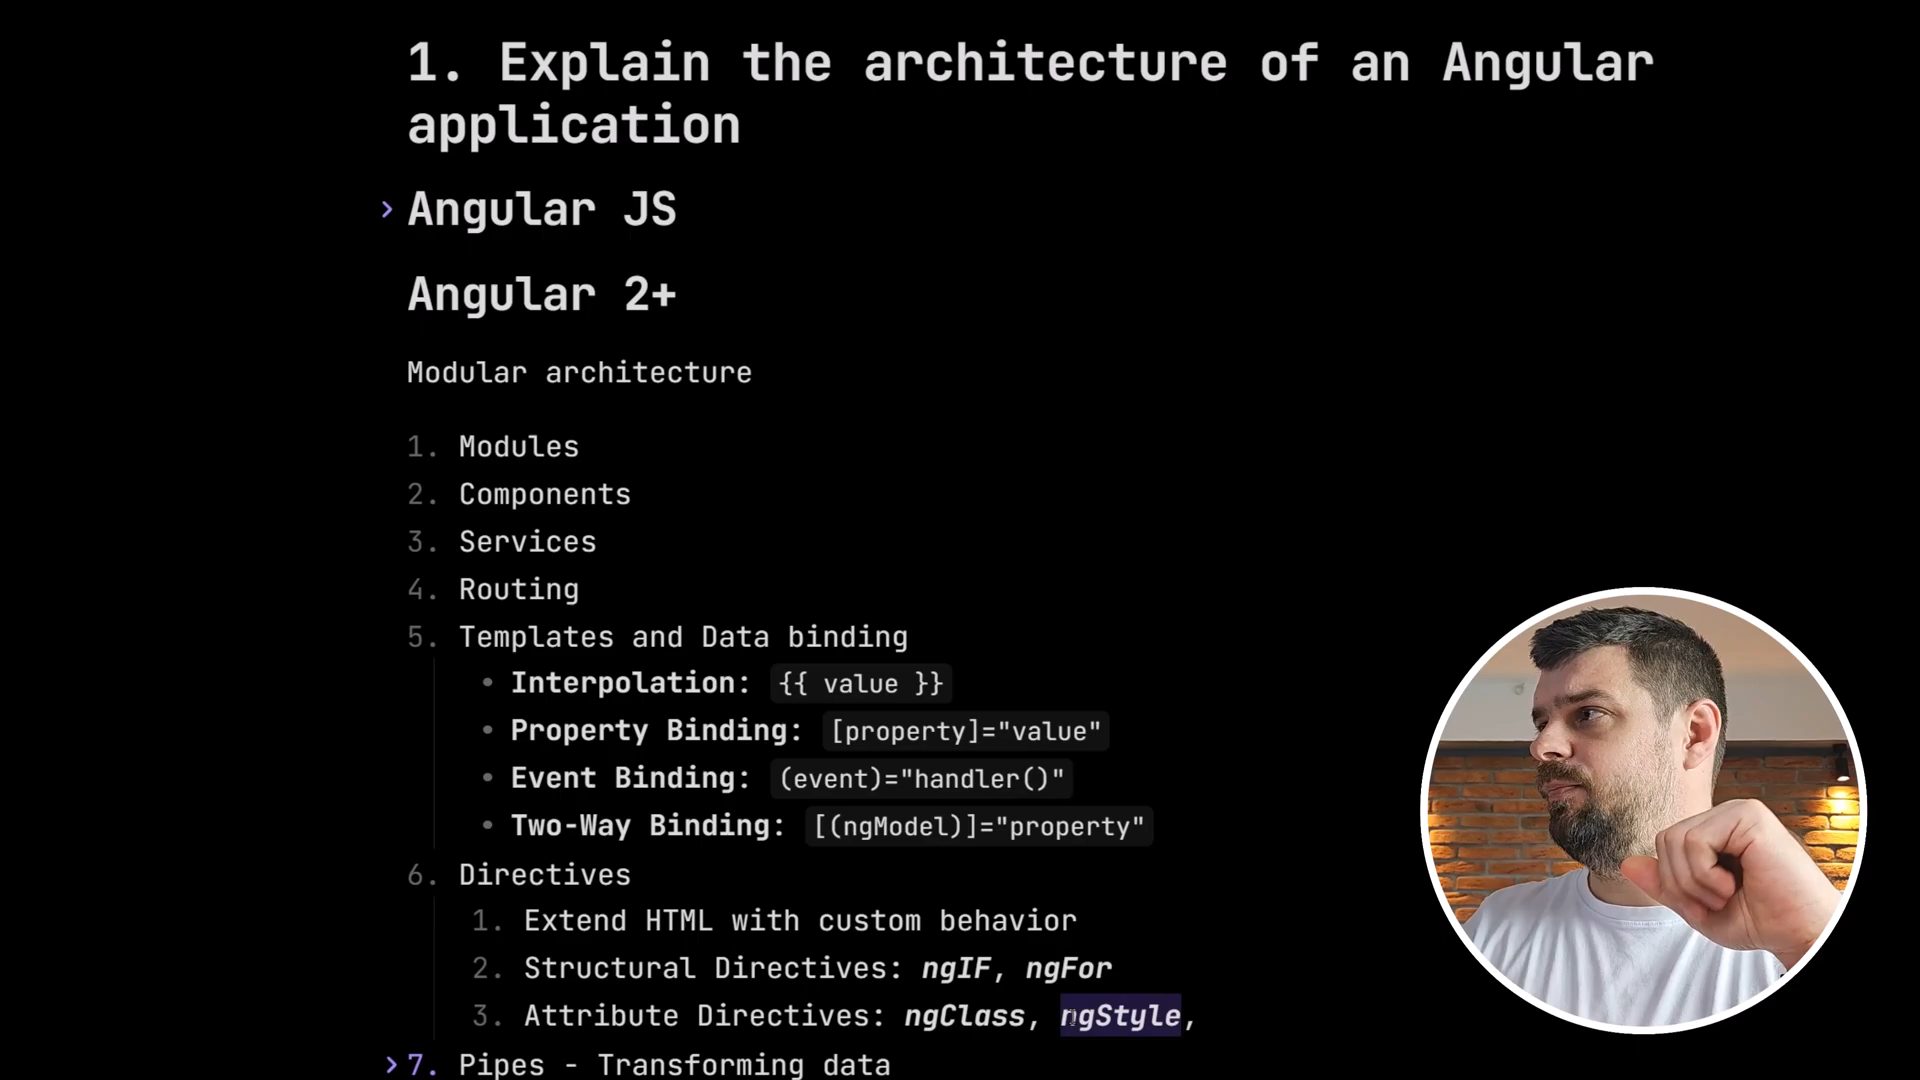 1. Explain the architecture of an Angular
application
Angular JS
Angular 2+
Modular architecture
1. Modules
2. Components
3. Services
4. Routing
5. Templates and Data binding
• Interpolation: {{ value }}
• Property Binding: [property]="value"
• Event Binding: (event)="handler()"
• Two-Way Binding: [(ngModel)]="property"
6. Directives
1. Extend HTML with custom behavior
2. Structural Directives: ngIF, ngFor
3. Attribute Directives: ngClass, ngStyle,
7. Pipes - Transforming data